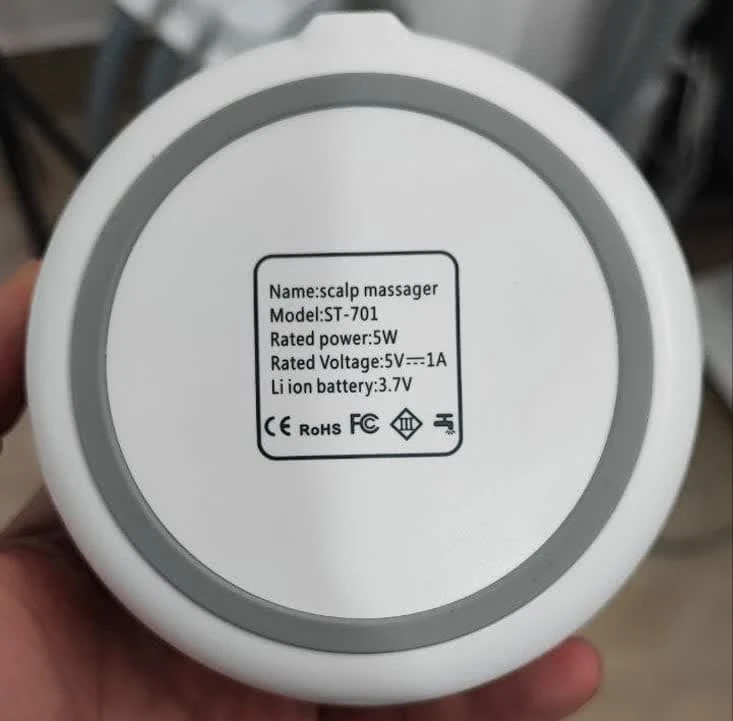 Name:scalp massager
Model:ST-701
Rated power:5W
Rated Voltage:5V⎓1A
Li ion battery:3.7V
CE RoHS FC III